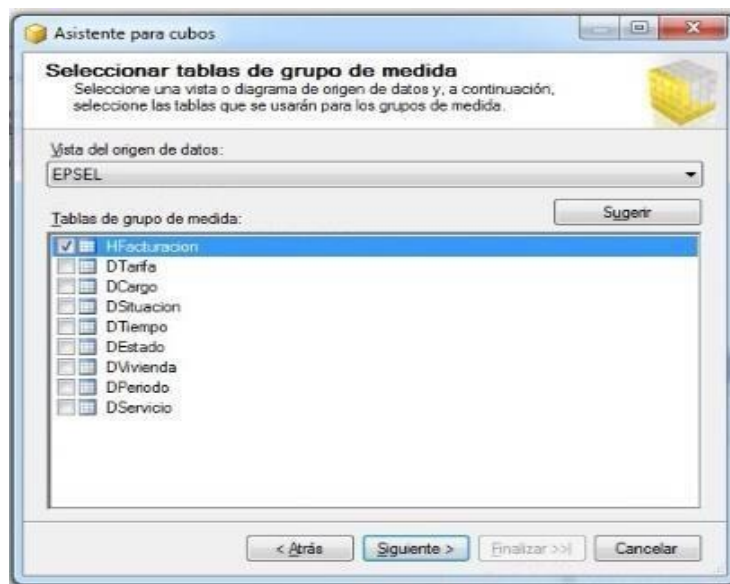 Asistente para cubos
Seleccionar tablas de grupo de medida
Seleccione una vista o diagrama de origen de datos y, a continuación,
seleccione las tablas que se usarán para los grupos de medida.
Vista del origen de datos:
EPSEL
Sugerir
Tablas de grupo de medida:
HFacturacion
DTarifa
DCargo
DSituacion
DTiempo
DEstado
DVivienda
DPeriodo
DServicio
< Atrás
Siguiente >
Finalizar >>|
Cancelar